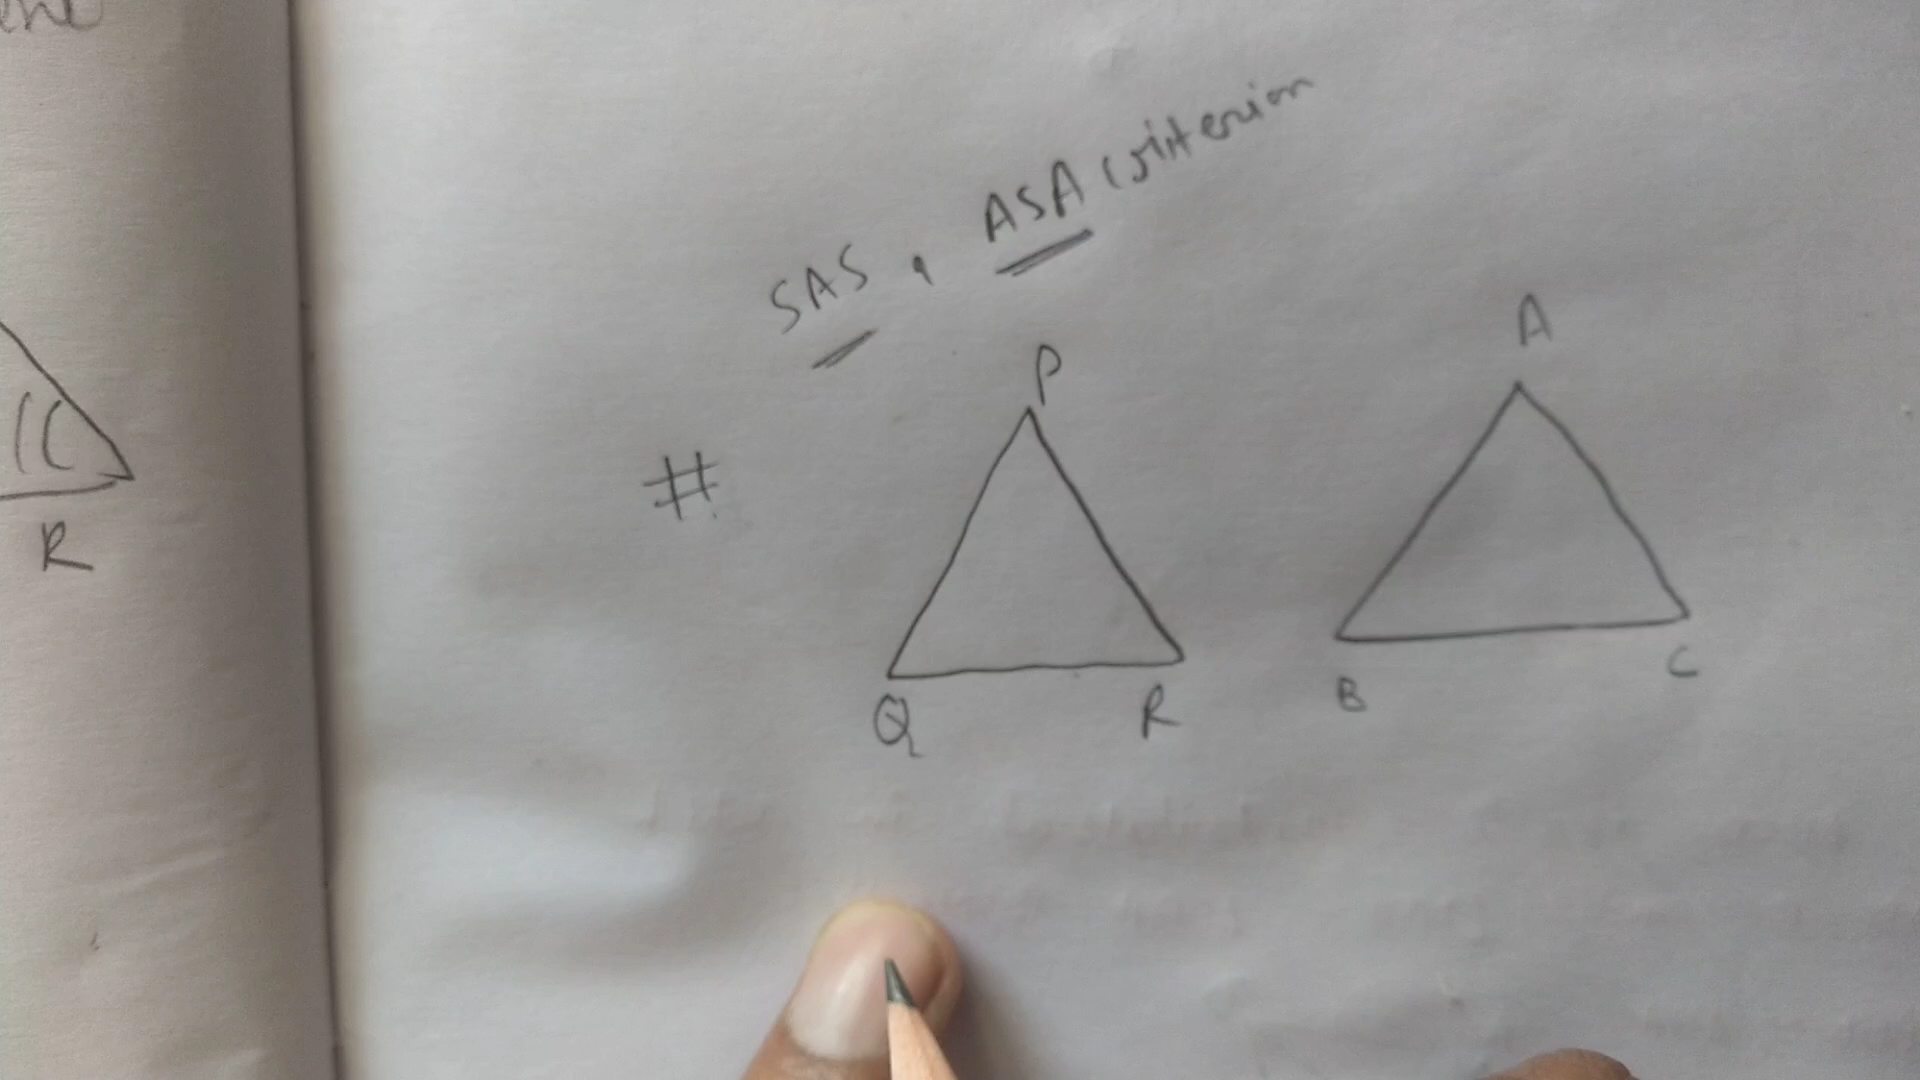 SAS, ASA criterion
#
P
A
Q R
B C
R